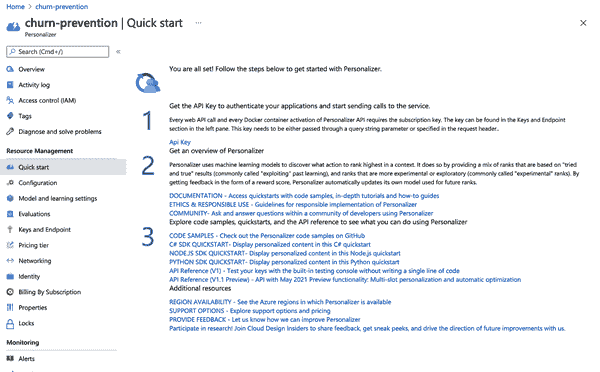 Home > churn-prevention >
churn-prevention | Quick start ...
Personalizer
Search (Cmd+/)
Overview
Activity log
Access control (IAM)
Tags
Diagnose and solve problems
Resource Management
Quick start
Configuration
Model and learning settings
Evaluations
Keys and Endpoint
Pricing tier
Networking
Identity
Billing By Subscription
Properties
Locks
Monitoring
Alerts
You are all set! Follow the steps below to get started with Personalizer.
1
Get the API Key to authenticate your applications and start sending calls to the service.
Every web API call and every Docker container activation of Personalizer API requires the subscription key. The key can be found in the Keys and Endpoint
section in the left pane. This key needs to be either passed through a query string parameter or specified in the request header..
Api Key
2
Get an overview of Personalizer
Personalizer uses machine learning models to discover what action to rank highest in a context. It does so by providing a mix of ranks that are based on "tried
and true" results (commonly called "exploiting" past learning), and ranks that are more experimental or exploratory (commonly called "experimental" ranks). By
getting feedback in the form of a reward score, Personalizer automatically updates its own model used for future ranks.
DOCUMENTATION - Access quickstarts with code samples, in-depth tutorials and how-to guides
ETHICS & RESPONSIBLE USE - Guidelines for responsible implementation of Personalizer
COMMUNITY- Ask and answer questions within a community of developers using Personalizer
Explore code samples, quickstarts, and the API reference to see what you can do using Personalizer
3
CODE SAMPLES - Check out the Personalizer code samples on GitHub
C# SDK QUICKSTART- Display personalized content in this C# quickstart
NODE.JS SDK QUICKSTART- Display personalized content in this Node.js quickstart
PYTHON SDK QUICKSTART- Display personalized content in this Python quickstart
API Reference (V1) - Test your keys with the built-in testing console without writing a single line of code
API Reference (V1.1 Preview) - API with May 2021 Preview functionality: Multi-slot personalization and automatic optimization
Additional resources
REGION AVAILABILITY - See the Azure regions in which Personalizer is available
SUPPORT OPTIONS - Explore support options and pricing
PROVIDE FEEDBACK - Let us know how we can improve Personalizer
Participate in research! Join Cloud Design Insiders to share feedback, get sneak peeks, and drive the direction of future improvements with us.